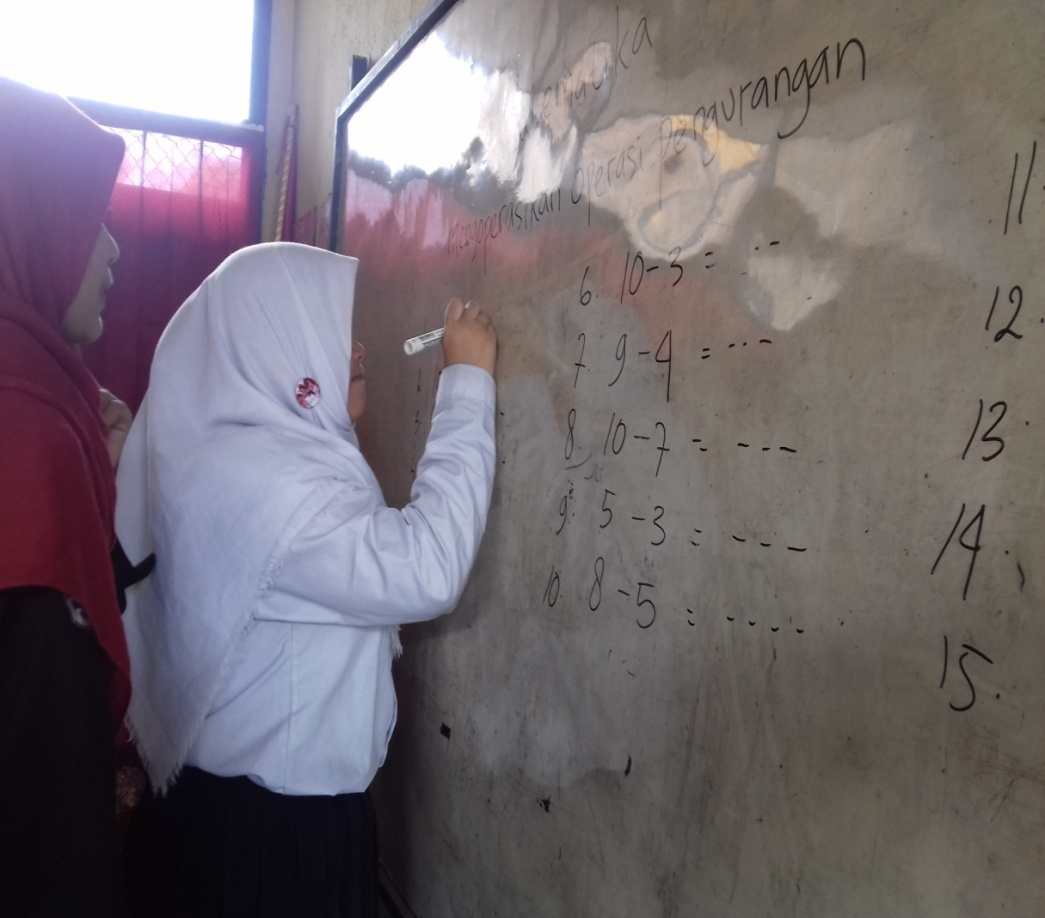 Mengoperasikan Operasi pengurangan
6. 10 - 3 = ...
7 9 - 4 = ...
8. 10 - 7 = ---
9. 5 - 3 = ---
10. 8 - 5 = ....
11.
12.
13.
14.
15.